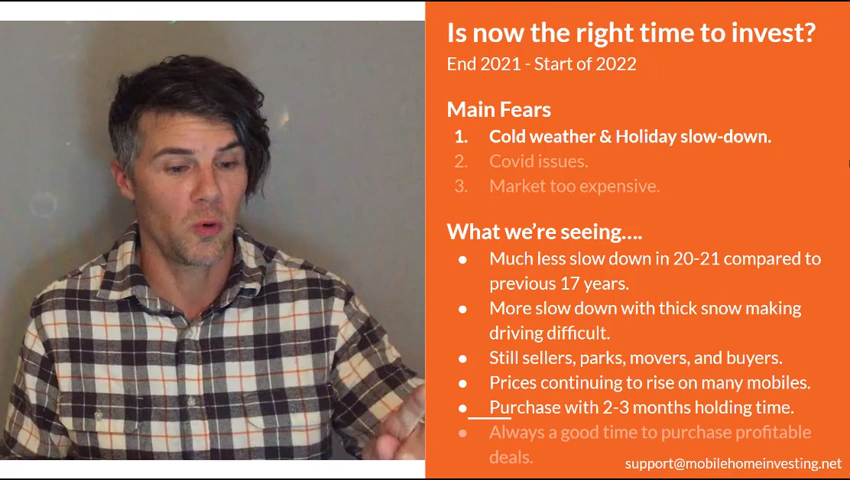 Is now the right time to invest?
End 2021 - Start of 2022
Main Fears
1. Cold weather & Holiday slow-down.
2. Covid issues.
3. Market too expensive.
What we're seeing....
● Much less slow down in 20-21 compared to
previous 17 years.
● More slow down with thick snow making
driving difficult.
● Still sellers, parks, movers, and buyers.
● Prices continuing to rise on many mobiles.
● Purchase with 2-3 months holding time.
● Always a good time to purchase profitable
deals.
support@mobilehomeinvesting.net